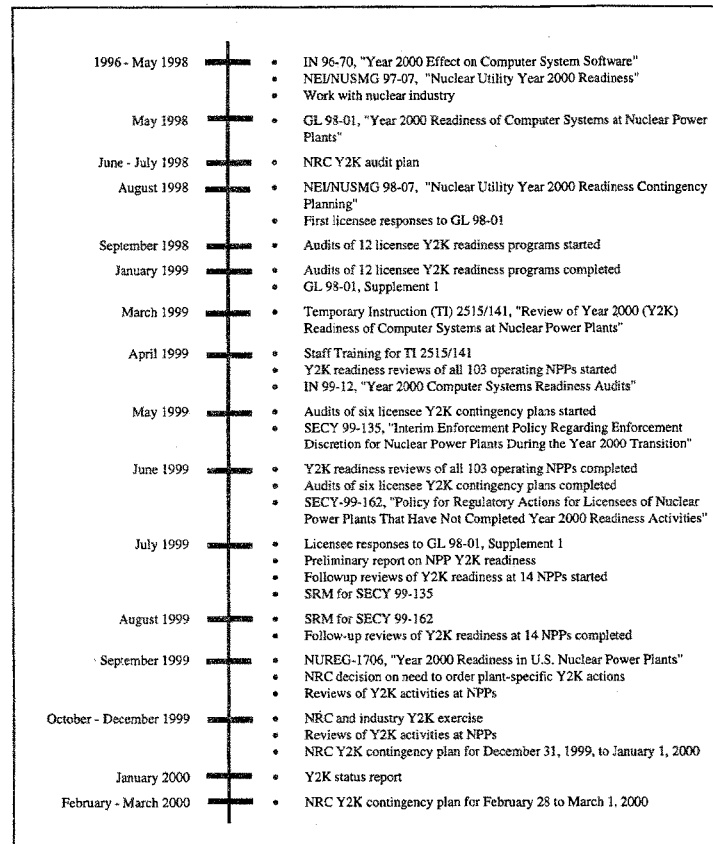 1996 - May 1998 • IN 96-70, "Year 2000 Effect on Computer System Software"
• NEI/NUSMG 97-07, "Nuclear Utility Year 2000 Readiness"
• Work with nuclear industry
May 1998 • GL 98-01, "Year 2000 Readiness of Computer Systems at Nuclear Power
Plants"
June - July 1998 • NRC Y2K audit plan
August 1998 • NEI/NUSMG 98-07, "Nuclear Utility Year 2000 Readiness Contingency
Planning"
• First licensee responses to GL 98-01
September 1998 • Audits of 12 licensee Y2K readiness programs started
January 1999 • Audits of 12 licensee Y2K readiness programs completed
• GL 98-01, Supplement 1
March 1999 • Temporary Instruction (TI) 2515/141, "Review of Year 2000 (Y2K)
Readiness of Computer Systems at Nuclear Power Plants"
April 1999 • Staff Training for TI 2515/141
• Y2K readiness reviews of all 103 operating NPPs started
• IN 99-12, "Year 2000 Computer Systems Readiness Audits"
May 1999 • Audits of six licensee Y2K contingency plans started
• SECY 99-135, "Interim Enforcement Policy Regarding Enforcement
Discretion for Nuclear Power Plants During the Year 2000 Transition"
June 1999 • Y2K readiness reviews of all 103 operating NPPs completed
• Audits of six licensee Y2K contingency plans completed
• SECY-99-162, "Policy for Regulatory Actions for Licensees of Nuclear
Power Plants That Have Not Completed Year 2000 Readiness Activities"
July 1999 • Licensee responses to GL 98-01, Supplement 1
• Preliminary report on NPP Y2K readiness
• Followup reviews of Y2K readiness at 14 NPPs started
• SRM for SECY 99-135
August 1999 • SRM for SECY 99-162
• Follow-up reviews of Y2K readiness at 14 NPPs completed
September 1999 • NUREG-1706, "Year 2000 Readiness in U.S. Nuclear Power Plants"
• NRC decision on need to order plant-specific Y2K actions
• Reviews of Y2K activities at NPPs
October - December 1999 • NRC and industry Y2K exercise
• Reviews of Y2K activities at NPPs
• NRC Y2K contingency plan for December 31, 1999, to January 1, 2000
January 2000 • Y2K status report
February - March 2000 • NRC Y2K contingency plan for February 28 to March 1, 2000